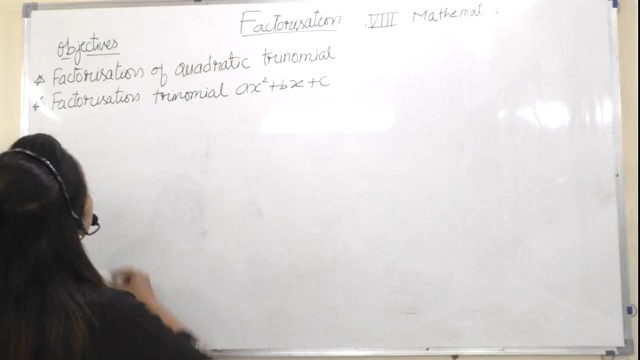 Factorisation VIII Mathemat.
Objectives
* Factorisation of quadratic trinomial
* Factorisation trinomial ax²+bx+c